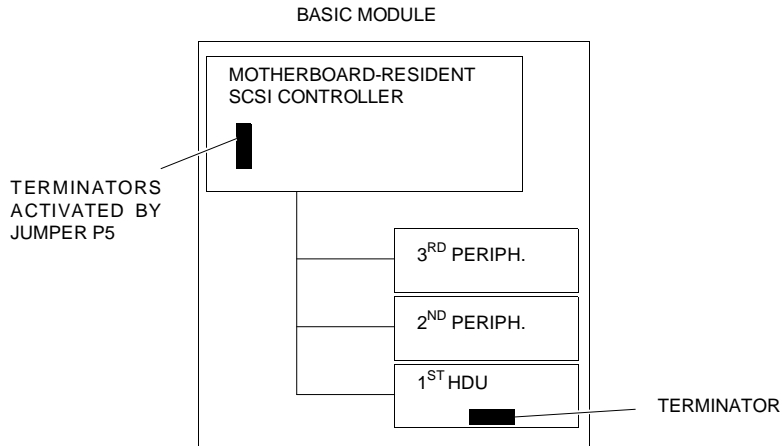 BASIC MODULE
MOTHERBOARD-RESIDENT
SCSI CONTROLLER
TERMINATORS
ACTIVATED BY
JUMPER P5
3RD PERIPH.
2ND PERIPH.
1ST HDU
TERMINATOR